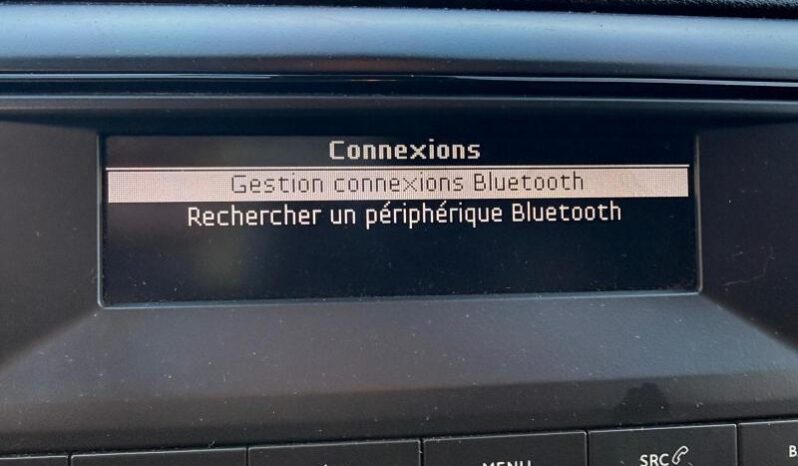 Connexions
Gestion connexions Bluetooth
Rechercher un périphérique Bluetooth
MENU
SRC
B